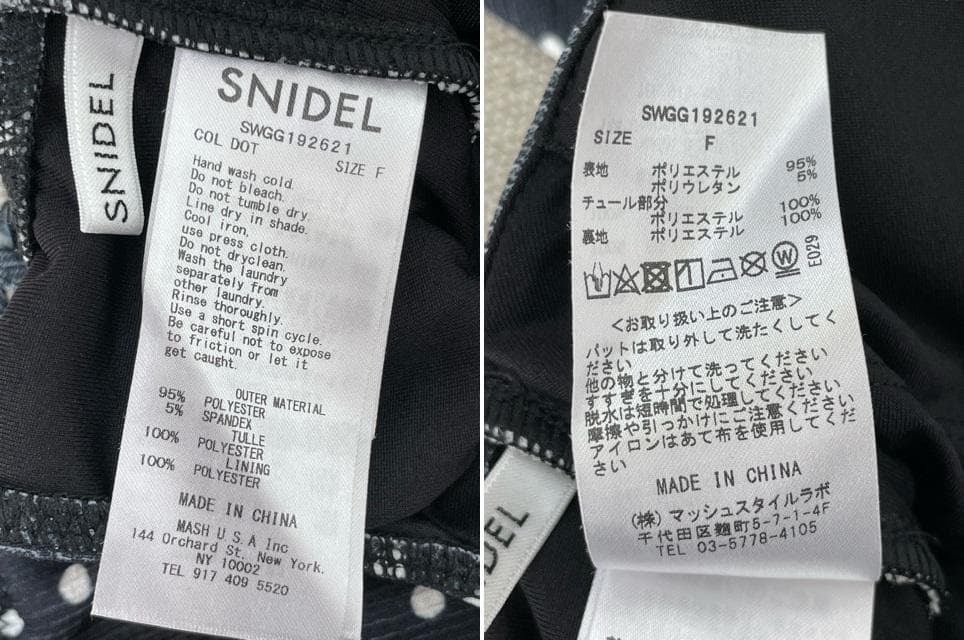 SNIDEL
SNIDEL
SWGG192621
COL DOT SIZE F
Hand wash cold.
Do not bleach.
Do not tumble dry.
Line dry in shade.
Cool iron,
use press cloth.
Do not dryclean.
Wash the laundry
separately from
other laundry.
Rinse thoroughly.
Use a short spin cycle.
Be careful not to expose
to friction or let it
get caught.
OUTER MATERIAL
95% POLYESTER
5% SPANDEX
TULLE
100% POLYESTER
LINING
100% POLYESTER
MADE IN CHINA
MASH U.S.A Inc
144 Orchard St. New York.
NY 10002
TEL 917 409 5520
SWGG192621
SIZE F
表地 ポリエステル 95%
ポリウレタン 5%
チュール部分
ポリエステル 100%
裏地 ポリエステル 100%
W E029
<お取り扱い上のご注意>
パットは取り外して洗たくしてく
ださい
他の物と分けて洗ってください
すすぎを十分にしてください
脱水は短時間で処理してください
摩擦や引っかけにご注意ください
アイロンはあて布を使用してくだ
さい
MADE IN CHINA
(株)マッシュスタイルラボ
千代田区麹町5-7-1-4F
TEL 03-5778-4105
DEL